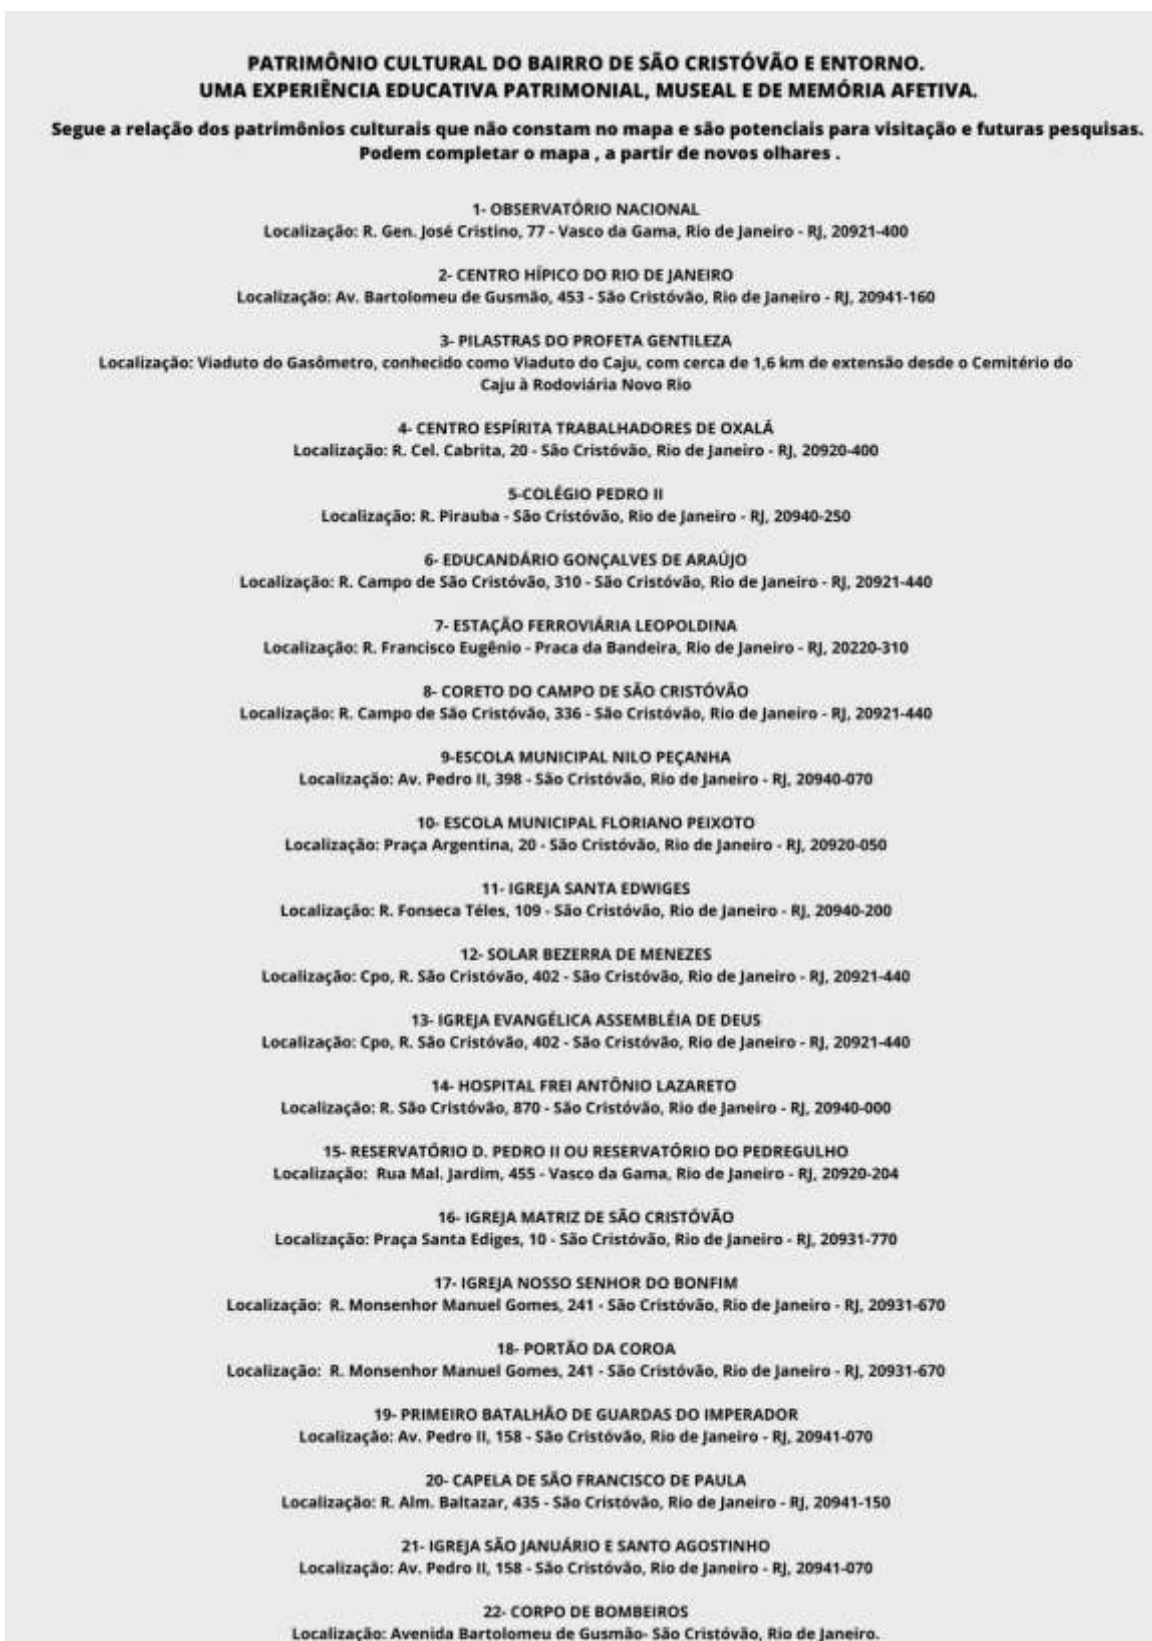 PATRIMÔNIO CULTURAL DO BAIRRO DE SÃO CRISTÓVÃO E ENTORNO.
UMA EXPERIÊNCIA EDUCATIVA PATRIMONIAL, MUSEAL E DE MEMÓRIA AFETIVA.
Segue a relação dos patrimônios culturais que não constam no mapa e são potenciais para visitação e futuras pesquisas.
Podem completar o mapa , a partir de novos olhares .
1- OBSERVATÓRIO NACIONAL
Localização: R. Gen. José Cristino, 77 - Vasco da Gama, Rio de Janeiro - RJ, 20921-400
2- CENTRO HÍPICO DO RIO DE JANEIRO
Localização: Av. Bartolomeu de Gusmão, 453 - São Cristóvão, Rio de Janeiro - RJ, 20941-160
3- PILASTRAS DO PROFETA GENTILEZA
Localização: Viaduto do Gasômetro, conhecido como Viaduto do Caju, com cerca de 1,6 km de extensão desde o Cemitério do
Caju à Rodoviária Novo Rio
4- CENTRO ESPÍRITA TRABALHADORES DE OXALÁ
Localização: R. Cel. Cabrita, 20 - São Cristóvão, Rio de Janeiro - RJ, 20920-400
5-COLÉGIO PEDRO II
Localização: R. Pirauba - São Cristóvão, Rio de Janeiro - RJ, 20940-250
6- EDUCANDÁRIO GONÇALVES DE ARAÚJO
Localização: R. Campo de São Cristóvão, 310 - São Cristóvão, Rio de Janeiro - RJ, 20921-440
7- ESTAÇÃO FERROVIÁRIA LEOPOLDINA
Localização: R. Francisco Eugênio - Praca da Bandeira, Rio de Janeiro - RJ, 20220-310
8- CORETO DO CAMPO DE SÃO CRISTÓVÃO
Localização: R. Campo de São Cristóvão, 336 - São Cristóvão, Rio de Janeiro - RJ, 20921-440
9-ESCOLA MUNICIPAL NILO PEÇANHA
Localização: Av. Pedro II, 398 - São Cristóvão, Rio de Janeiro - RJ, 20940-070
10- ESCOLA MUNICIPAL FLORIANO PEIXOTO
Localização: Praça Argentina, 20 - São Cristóvão, Rio de Janeiro - RJ, 20920-050
11- IGREJA SANTA EDWIGES
Localização: R. Fonseca Téles, 109 - São Cristóvão, Rio de Janeiro - RJ, 20940-200
12- SOLAR BEZERRA DE MENEZES
Localização: Cpo, R. São Cristóvão, 402 - São Cristóvão, Rio de Janeiro - RJ, 20921-440
13- IGREJA EVANGÉLICA ASSEMBLÉIA DE DEUS
Localização: Cpo, R. São Cristóvão, 402 - São Cristóvão, Rio de Janeiro - RJ, 20921-440
14- HOSPITAL FREI ANTÔNIO LAZARETO
Localização: R. São Cristóvão, 870 - São Cristóvão, Rio de Janeiro - RJ, 20940-000
15- RESERVATÓRIO D. PEDRO II OU RESERVATÓRIO DO PEDREGULHO
Localização: Rua Mal. Jardim, 455 - Vasco da Gama, Rio de Janeiro - RJ, 20920-204
16- IGREJA MATRIZ DE SÃO CRISTÓVÃO
Localização: Praça Santa Ediges, 10 - São Cristóvão, Rio de Janeiro - RJ, 20931-770
17- IGREJA NOSSO SENHOR DO BONFIM
Localização: R. Monsenhor Manuel Gomes, 241 - São Cristóvão, Rio de Janeiro - RJ, 20931-670
18- PORTÃO DA COROA
Localização: R. Monsenhor Manuel Gomes, 241 - São Cristóvão, Rio de Janeiro - RJ, 20931-670
19- PRIMEIRO BATALHÃO DE GUARDAS DO IMPERADOR
Localização: Av. Pedro II, 158 - São Cristóvão, Rio de Janeiro - RJ, 20941-070
20- CAPELA DE SÃO FRANCISCO DE PAULA
Localização: R. Alm. Baltazar, 435 - São Cristóvão, Rio de Janeiro - RJ, 20941-150
21- IGREJA SÃO JANUÁRIO E SANTO AGOSTINHO
Localização: Av. Pedro II, 158 - São Cristóvão, Rio de Janeiro - RJ, 20941-070
22- CORPO DE BOMBEIROS
Localização: Avenida Bartolomeu de Gusmão- São Cristóvão, Rio de Janeiro.